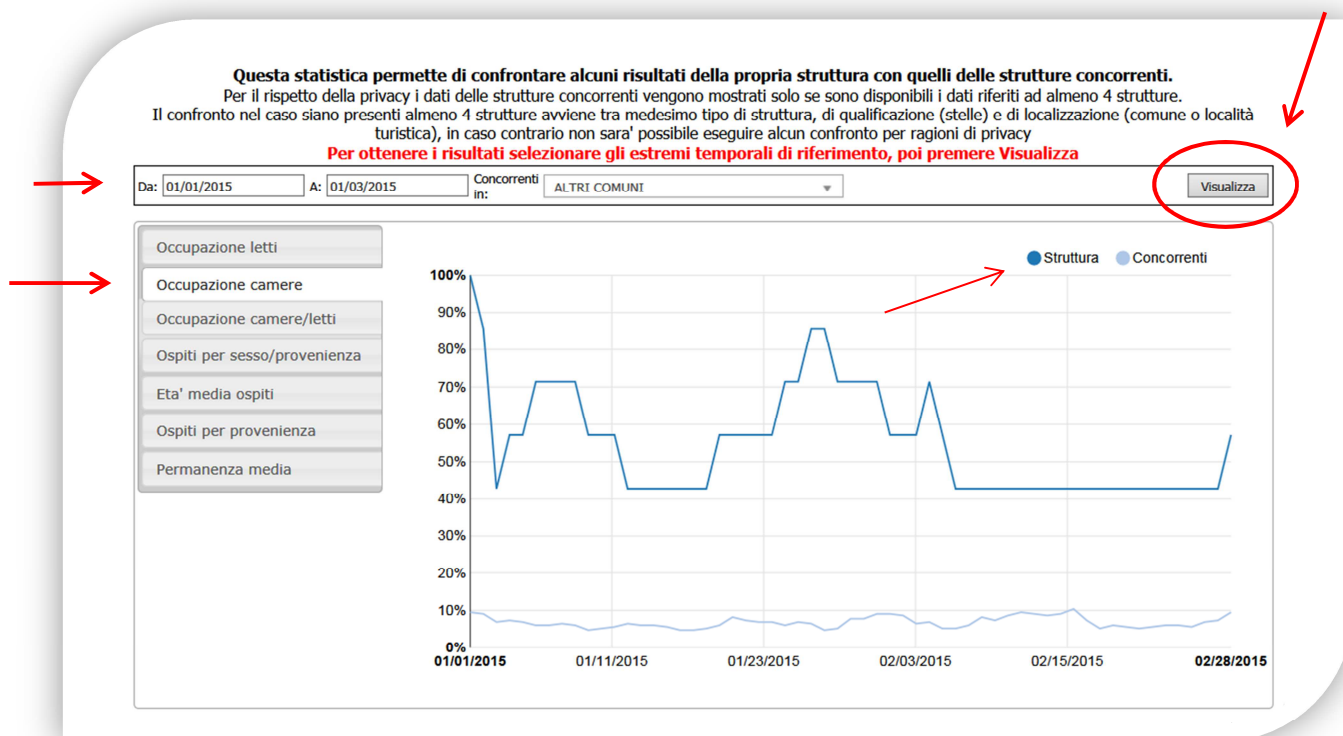 Questa statistica permette di confrontare alcuni risultati della propria struttura con quelli delle strutture concorrenti.
Per il rispetto della privacy i dati delle strutture concorrenti vengono mostrati solo se sono disponibili i dati riferiti ad almeno 4 strutture.
Il confronto nel caso siano presenti almeno 4 strutture avviene tra medesimo tipo di struttura, di qualificazione (stelle) e di localizzazione (comune o località
turistica), in caso contrario non sara' possibile eseguire alcun confronto per ragioni di privacy
Per ottenere i risultati selezionare gli estremi temporali di riferimento, poi premere Visualizza
Da: 01/01/2015 A: 01/03/2015 Concorrenti in: ALTRI COMUNI Visualizza
Occupazione letti
Occupazione camere
Occupazione camere/letti
Ospiti per sesso/provenienza
Eta' media ospiti
Ospiti per provenienza
Permanenza media
Struttura Concorrenti
100%
90%
80%
70%
60%
50%
40%
30%
20%
10%
0%
01/01/2015 01/11/2015 01/23/2015 02/03/2015 02/15/2015 02/28/2015